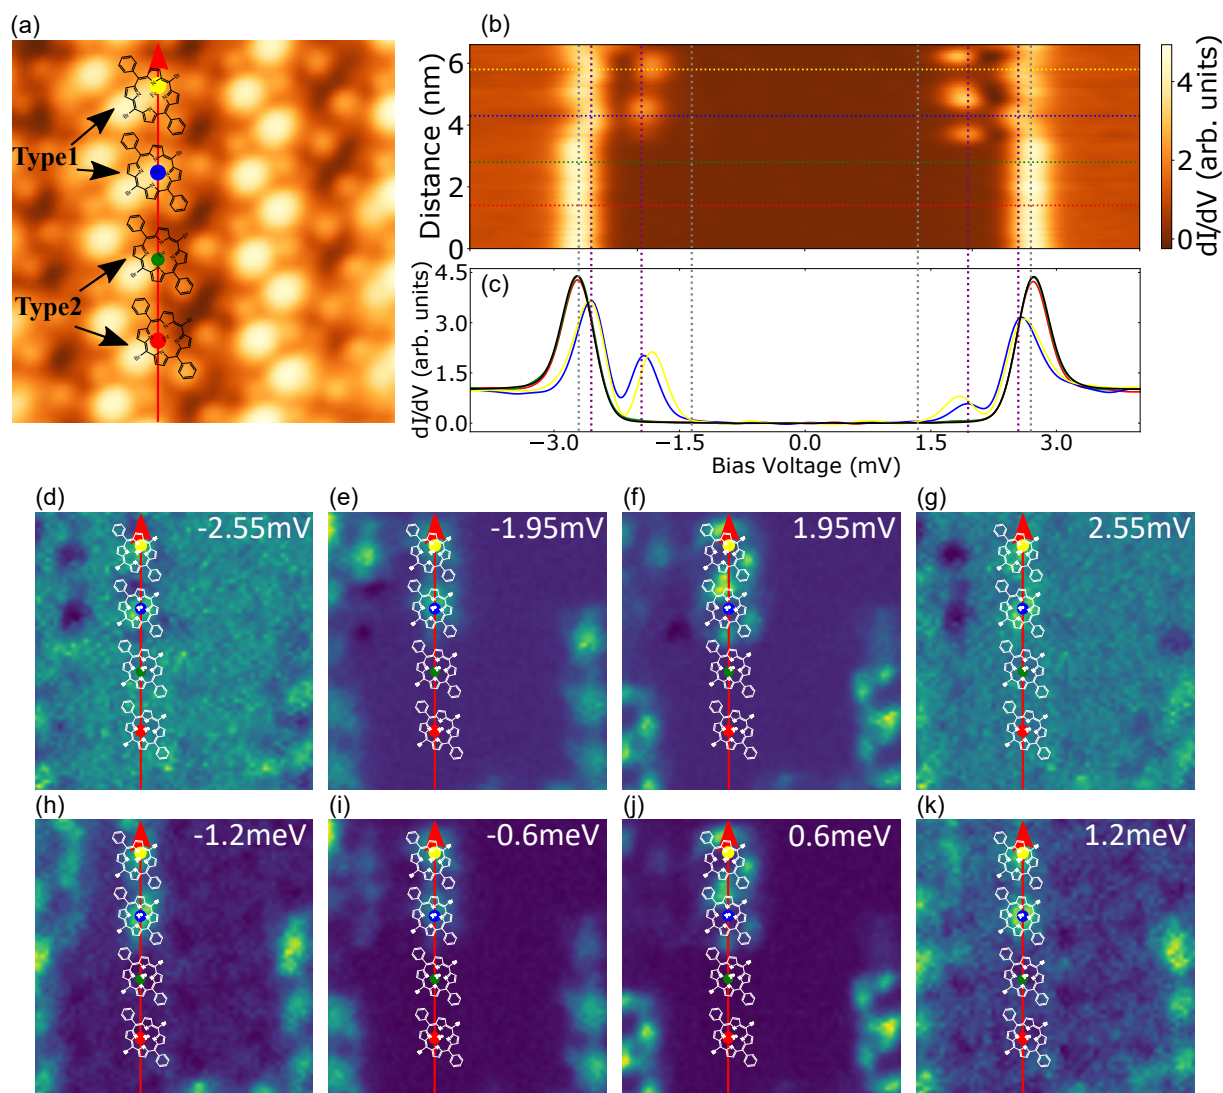 (a)
Type1
Type2
(b)
Distance (nm)
6
4
2
0
4
2
0
dI/dV (arb. units)
(c)
dI/dV (arb. units)
4.5
3.0
1.5
0.0
−3.0
−1.5
0.0
1.5
3.0
Bias Voltage (mV)
(d)
-2.55mV
(e)
-1.95mV
(f)
1.95mV
(g)
2.55mV
(h)
-1.2meV
(i)
-0.6meV
(j)
0.6meV
(k)
1.2meV